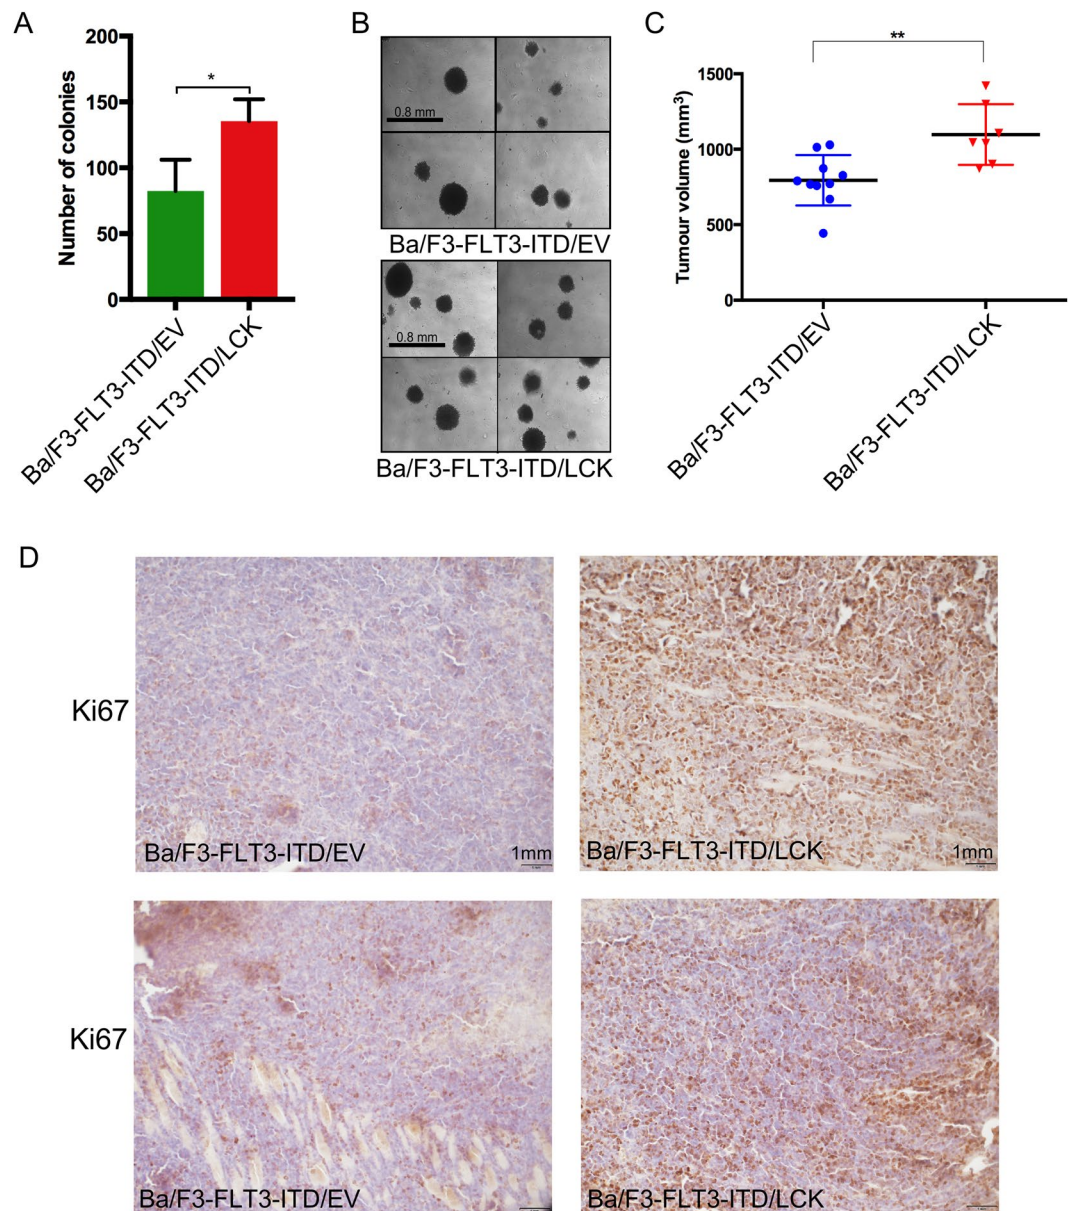 A
Number of colonies
200
150
100
50
0
*
Ba/F3-FLT3-ITD/EV
Ba/F3-FLT3-ITD/LCK
B
0.8 mm
Ba/F3-FLT3-ITD/EV
0.8 mm
Ba/F3-FLT3-ITD/LCK
C
**
Tumour volume (mm³)
1500
1000
500
0
Ba/F3-FLT3-ITD/EV
Ba/F3-FLT3-ITD/LCK
D
Ki67
Ba/F3-FLT3-ITD/EV
1mm
Ba/F3-FLT3-ITD/LCK
1mm
Ki67
Ba/F3-FLT3-ITD/EV
Ba/F3-FLT3-ITD/LCK